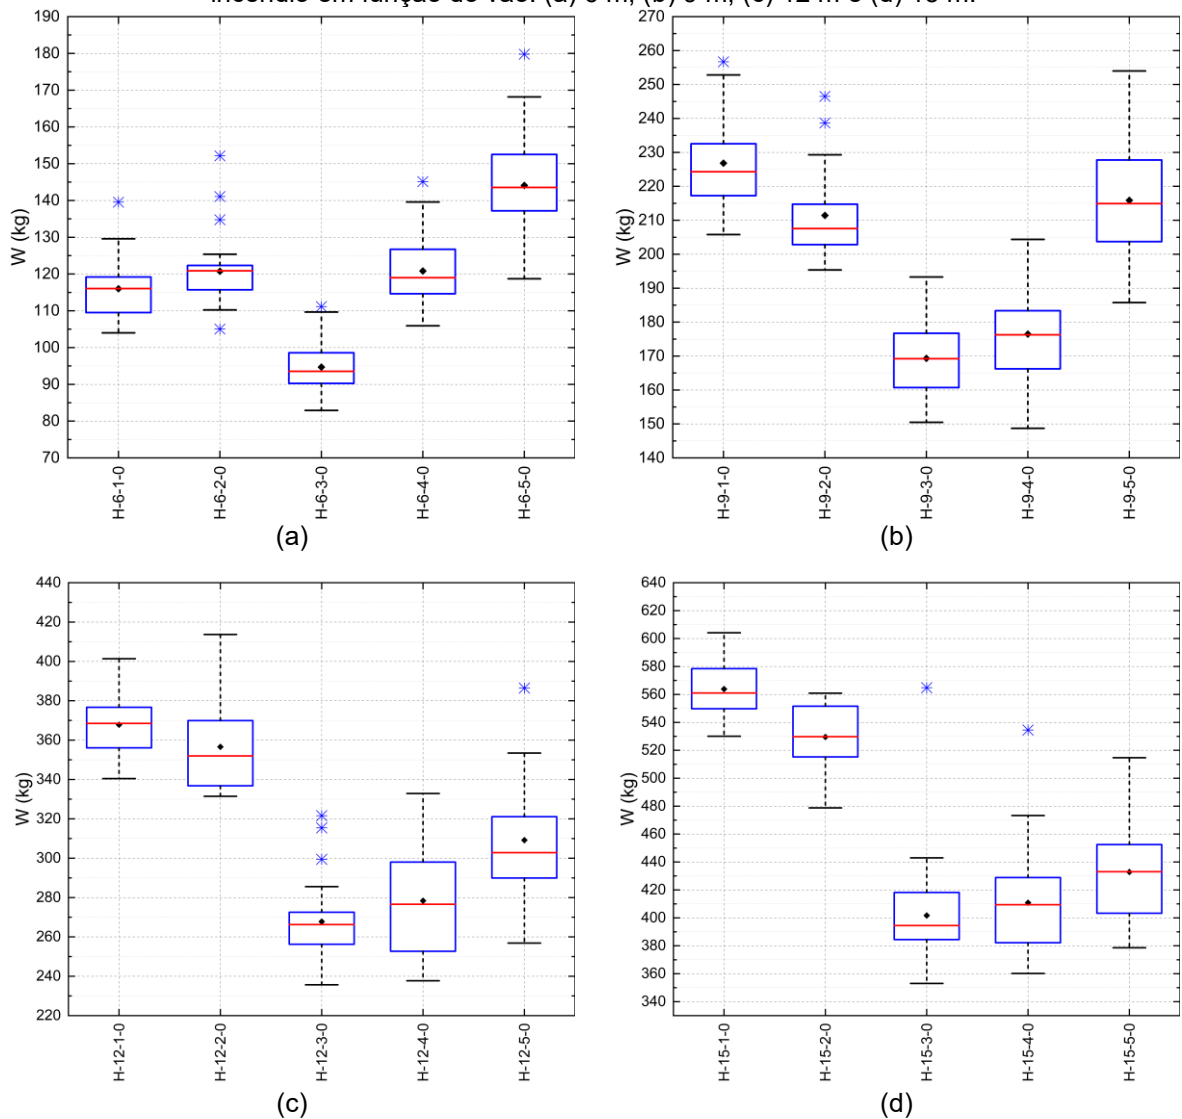 incêndio em função do vão: (a) 6 m; (b) 9 m; (c) 12 m e (d) 15 m.
190
180
170
160
150
140
130
120
110
100
90
80
70
W (kg)
H-6-1-0
H-6-2-0
H-6-3-0
H-6-4-0
H-6-5-0
(a)
270
260
250
240
230
220
210
200
190
180
170
160
150
140
W (kg)
H-9-1-0
H-9-2-0
H-9-3-0
H-9-4-0
H-9-5-0
(b)
440
420
400
380
360
340
320
300
280
260
240
220
W (kg)
H-12-1-0
H-12-2-0
H-12-3-0
H-12-4-0
H-12-5-0
(c)
640
620
600
580
560
540
520
500
480
460
440
420
400
380
360
340
W (kg)
H-15-1-0
H-15-2-0
H-15-3-0
H-15-4-0
H-15-5-0
(d)